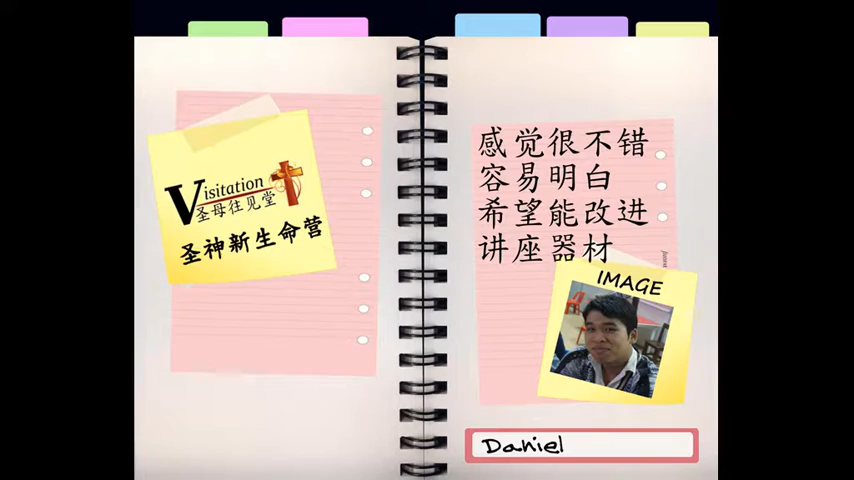 Visitation
圣母往见堂
圣神新生命营
感觉很不错
容易明白
希望能改进
讲座器材
IMAGE
Daniel